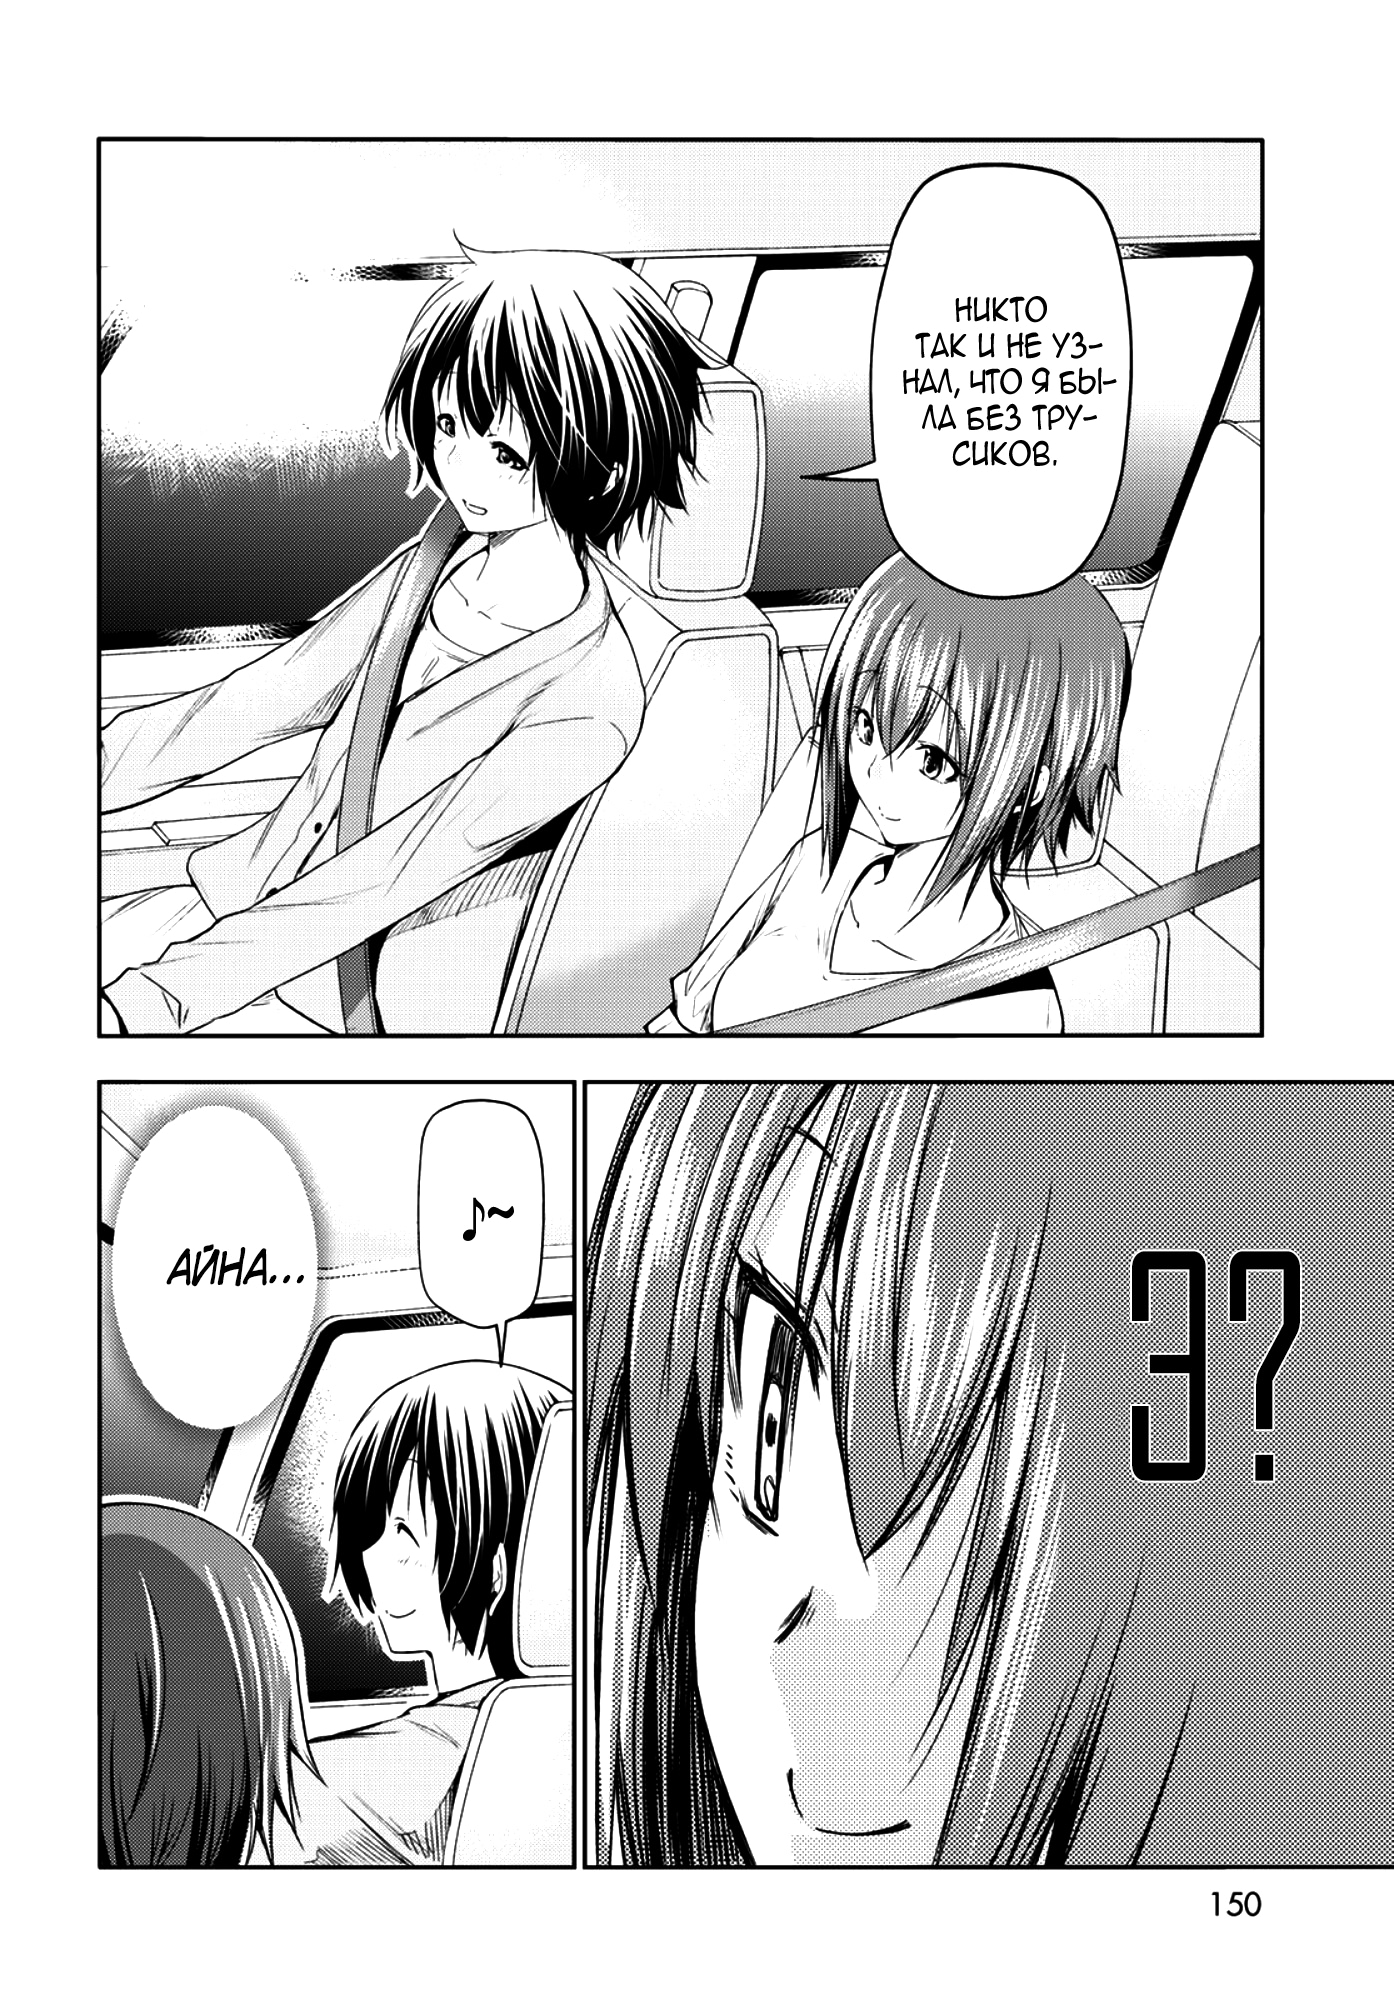 НИКТО
ТАК И НЕ УЗ-
НАЛ, ЧТО Я БЫ-
ЛА БЕЗ ТРУ-
СИКОВ.
Э?
♪~
АЙНА...
150